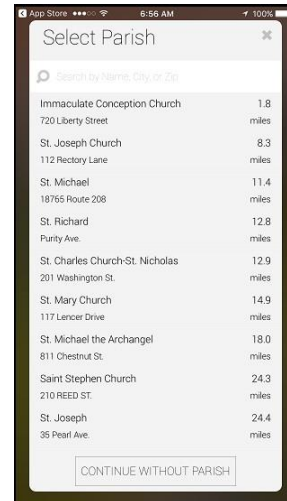 App Store 6:56 AM 100%
Select Parish ×
Search by Name, City, or Zip
Immaculate Conception Church 1.8
720 Liberty Street miles
St. Joseph Church 8.3
112 Rectory Lane miles
St. Michael 11.4
18765 Route 208 miles
St. Richard 12.8
Purity Ave. miles
St. Charles Church-St. Nicholas 12.9
201 Washington St. miles
St. Mary Church 14.9
117 Lencer Drive miles
St. Michael the Archangel 18.0
811 Chestnut St. miles
Saint Stephen Church 24.3
210 REED ST. miles
St. Joseph 24.4
35 Pearl Ave. miles
CONTINUE WITHOUT PARISH